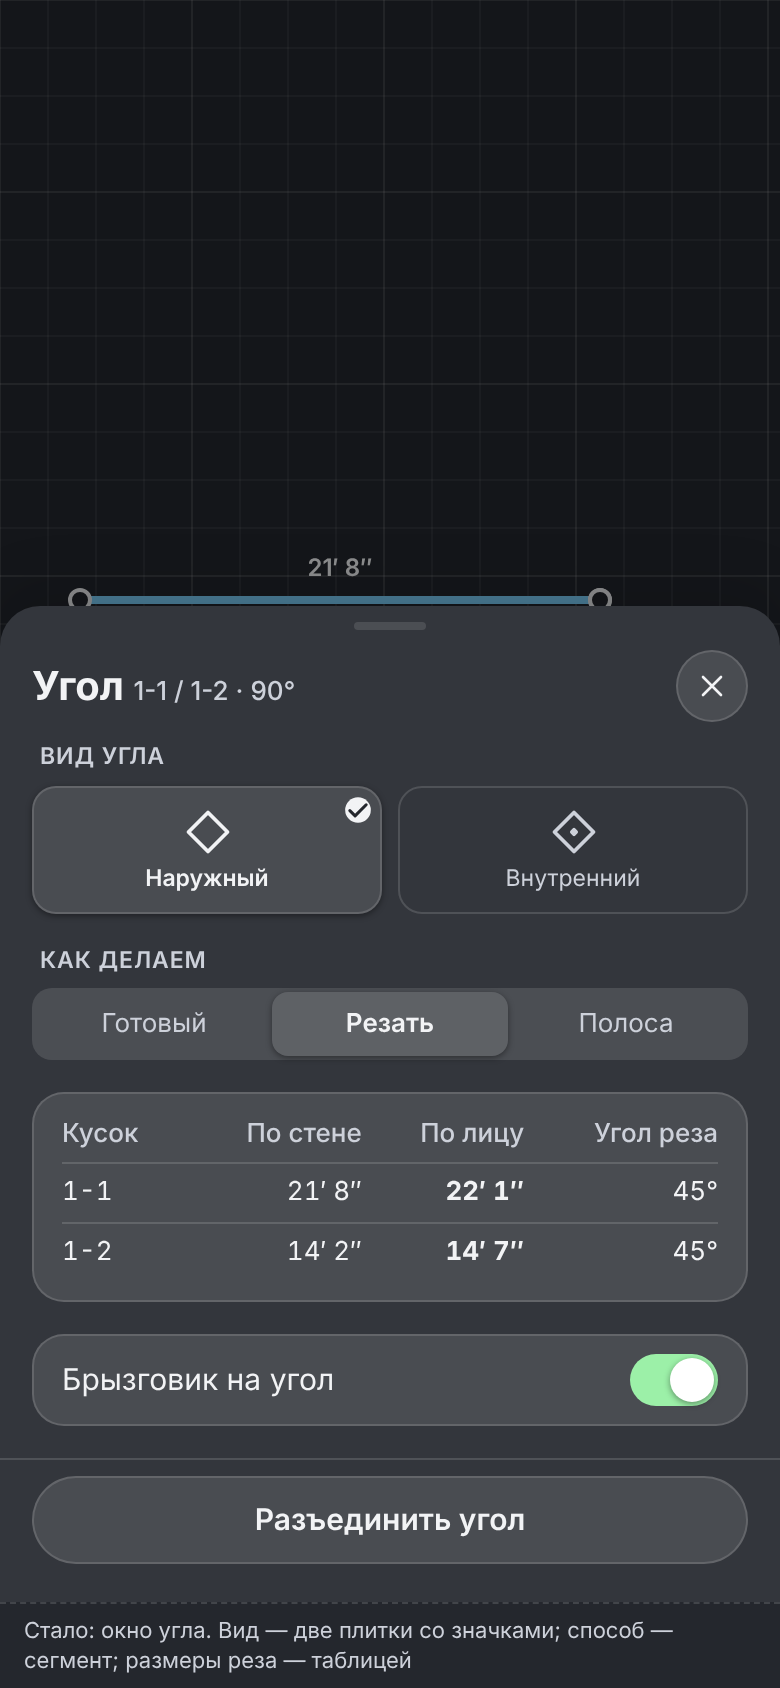 21′ 8″
Угол 1-1 / 1-2 · 90°
ВИД УГЛА
Наружный
Внутренний
КАК ДЕЛАЕМ
Готовый Резать Полоса
Кусок По стене По лицу Угол реза
1-1 21′ 8″ 22′ 1″ 45°
1-2 14′ 2″ 14′ 7″ 45°
Брызговик на угол
Разъединить угол
Стало: окно угла. Вид — две плитки со значками; способ —
сегмент; размеры реза — таблицей